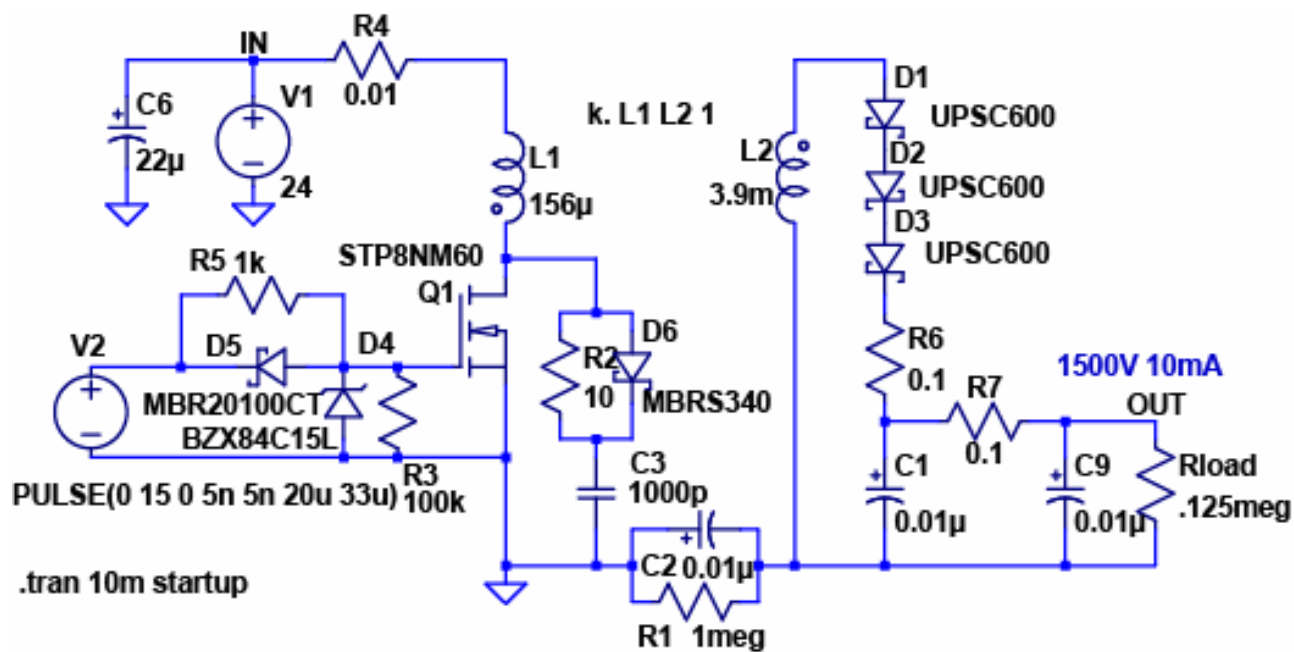 R4
IN
0.01
V1
C6
22µ
24
k. L1 L2 1
L1
156µ
L2
3.9m
D1
UPSC600
D2
UPSC600
D3
UPSC600
R5 1k
STP8NM60
Q1
V2
D5
D4
MBR20100CT
BZX84C15L
R3
100k
PULSE(0 15 0 5n 5n 20u 33u)
R2
10
D6
MBRS340
C3
1000p
R6
0.1
R7
0.1
1500V 10mA
OUT
C1
0.01µ
C9
0.01µ
Rload
.125meg
C2 0.01µ
R1 1meg
.tran 10m startup